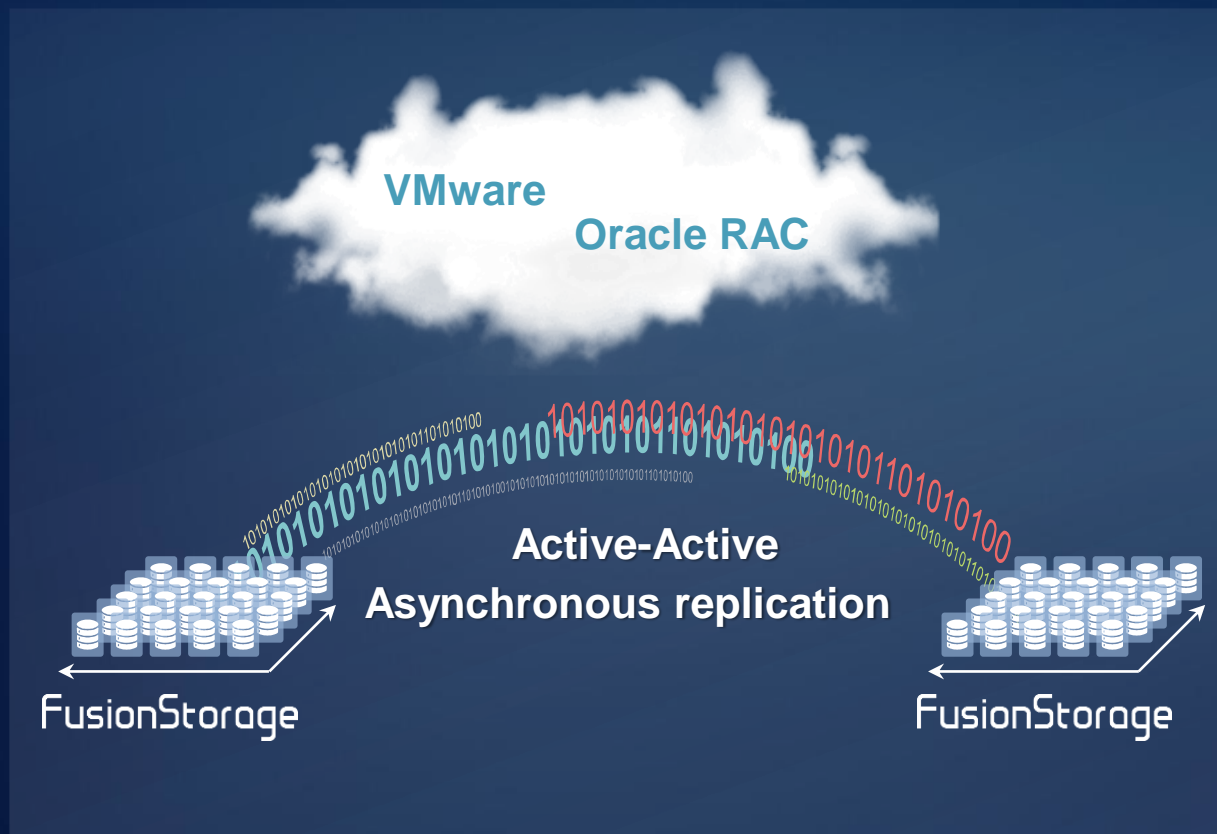 VMware
Oracle RAC
Active-Active
Asynchronous replication
FusionStorage
FusionStorage